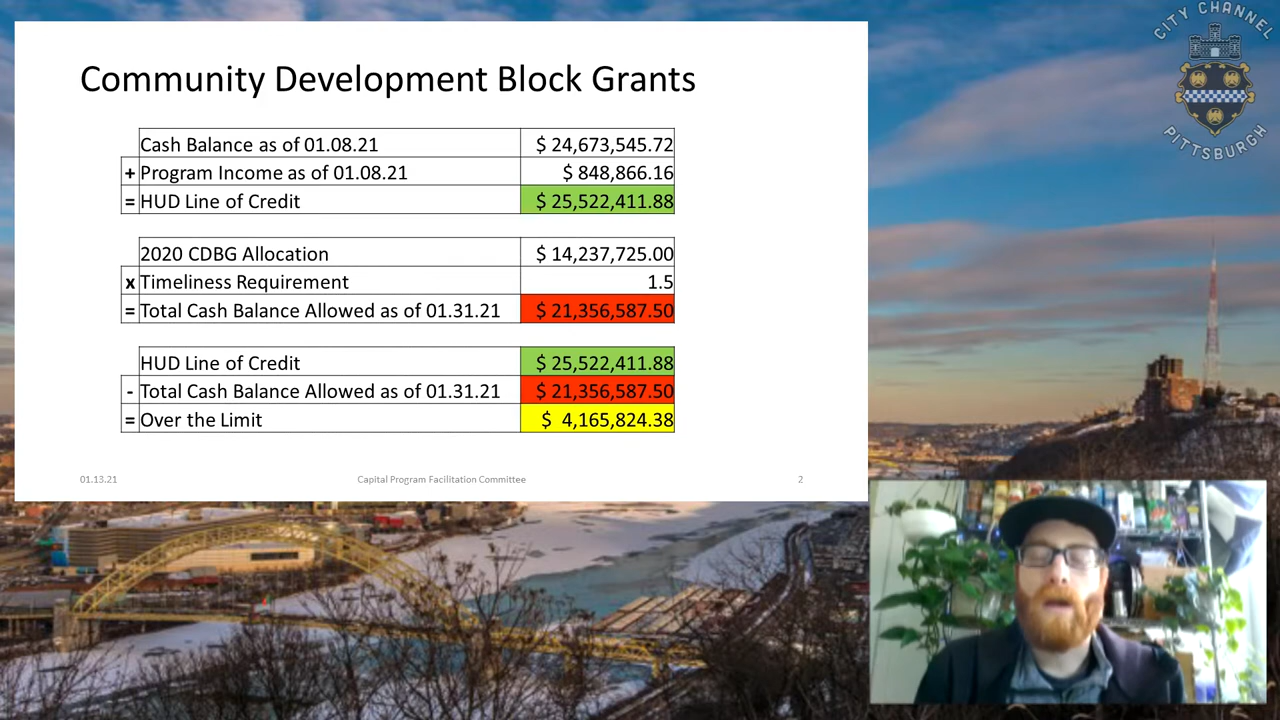 CITY CHANNEL
PITTSBURGH
Community Development Block Grants
Cash Balance as of 01.08.21 $ 24,673,545.72
+ Program Income as of 01.08.21 $ 848,866.16
= HUD Line of Credit $ 25,522,411.88
2020 CDBG Allocation $ 14,237,725.00
x Timeliness Requirement 1.5
= Total Cash Balance Allowed as of 01.31.21 $ 21,356,587.50
HUD Line of Credit $ 25,522,411.88
- Total Cash Balance Allowed as of 01.31.21 $ 21,356,587.50
= Over the Limit $ 4,165,824.38
01.13.21 Capital Program Facilitation Committee 2